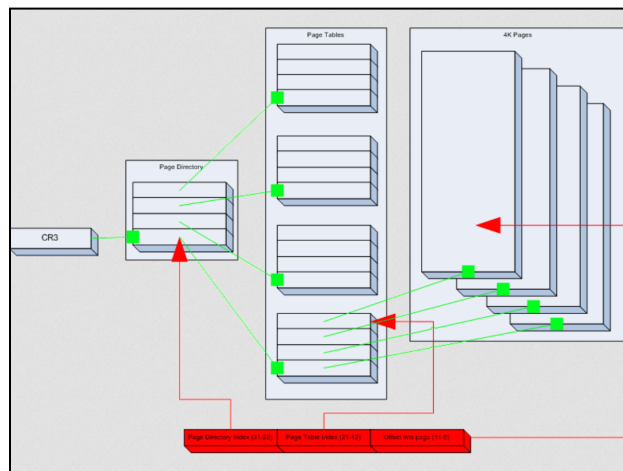 Page Tables
4K Pages
Page Directory
CR3
Page Directory Index (31-22)
Page Table Index (21-12)
Offset into page (11-0)